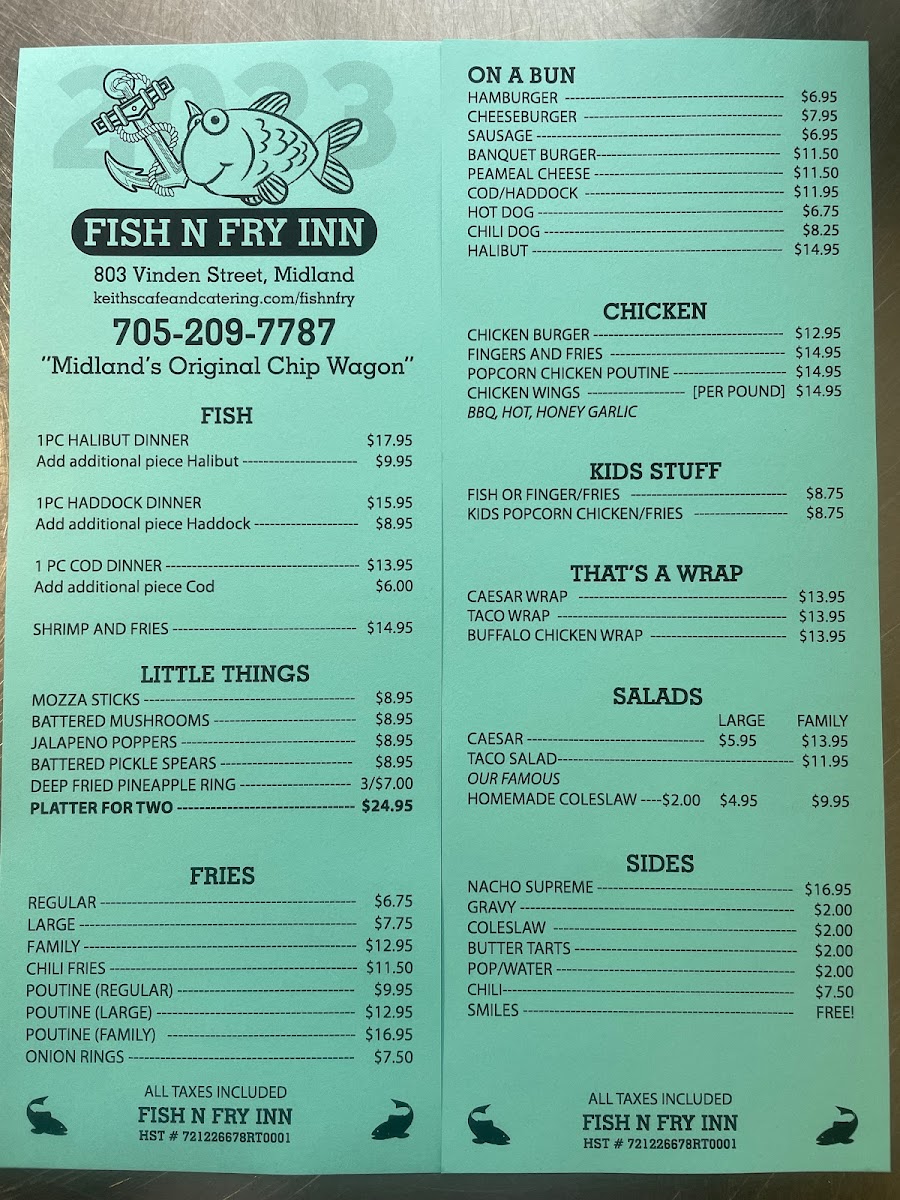 2023
FISH N FRY INN
803 Vinden Street, Midland
keithscafeandcatering.com/fishnfry
705-209-7787
"Midland's Original Chip Wagon"
FISH
1PC HALIBUT DINNER $17.95
Add additional piece Halibut $9.95
1PC HADDOCK DINNER $15.95
Add additional piece Haddock $8.95
1 PC COD DINNER $13.95
Add additional piece Cod $6.00
SHRIMP AND FRIES $14.95
LITTLE THINGS
MOZZA STICKS $8.95
BATTERED MUSHROOMS $8.95
JALAPENO POPPERS $8.95
BATTERED PICKLE SPEARS $8.95
DEEP FRIED PINEAPPLE RING 3/$7.00
PLATTER FOR TWO $24.95
FRIES
REGULAR $6.75
LARGE $7.75
FAMILY $12.95
CHILI FRIES $11.50
POUTINE (REGULAR) $9.95
POUTINE (LARGE) $12.95
POUTINE (FAMILY) $16.95
ONION RINGS $7.50
ALL TAXES INCLUDED
FISH N FRY INN
HST # 721226678RT0001
ON A BUN
HAMBURGER $6.95
CHEESEBURGER $7.95
SAUSAGE $6.95
BANQUET BURGER $11.50
PEAMEAL CHEESE $11.50
COD/HADDOCK $11.95
HOT DOG $6.75
CHILI DOG $8.25
HALIBUT $14.95
CHICKEN
CHICKEN BURGER $12.95
FINGERS AND FRIES $14.95
POPCORN CHICKEN POUTINE $14.95
CHICKEN WINGS [PER POUND] $14.95
BBQ, HOT, HONEY GARLIC
KIDS STUFF
FISH OR FINGER/FRIES $8.75
KIDS POPCORN CHICKEN/FRIES $8.75
THAT'S A WRAP
CAESAR WRAP $13.95
TACO WRAP $13.95
BUFFALO CHICKEN WRAP $13.95
SALADS
LARGE FAMILY
CAESAR $5.95 $13.95
TACO SALAD $11.95
OUR FAMOUS
HOMEMADE COLESLAW ----$2.00 $4.95 $9.95
SIDES
NACHO SUPREME $16.95
GRAVY $2.00
COLESLAW $2.00
BUTTER TARTS $2.00
POP/WATER $2.00
CHILI $7.50
SMILES FREE!
ALL TAXES INCLUDED
FISH N FRY INN
HST # 721226678RT0001